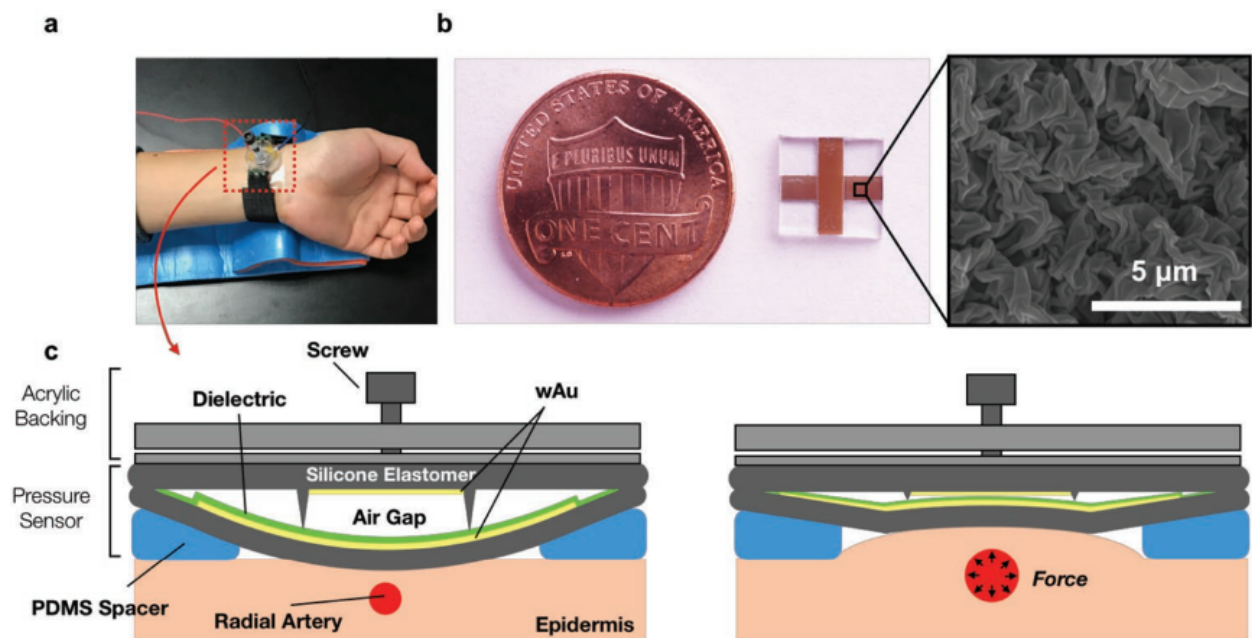 a
b
UNITED STATES OF AMERICA
E PLURIBUS UNUM
ONE CENT
5 µm
c
Screw
Acrylic
Backing
Dielectric
wAu
Silicone Elastomer
Pressure
Sensor
Air Gap
PDMS Spacer
Radial Artery
Epidermis
Force